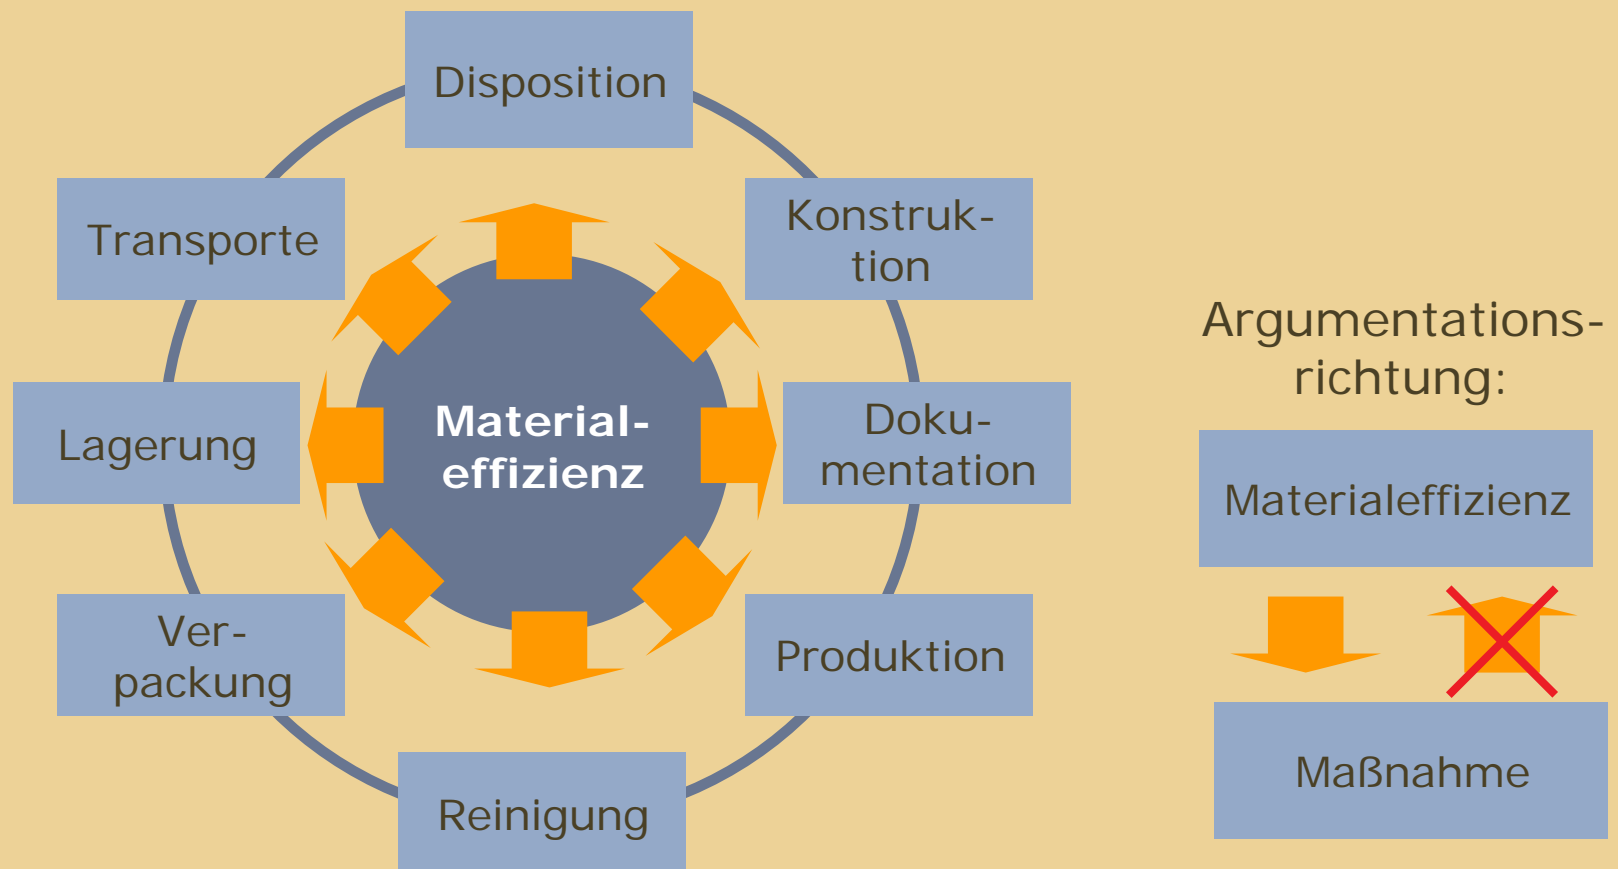 Disposition
Transporte
Konstruk-
tion
Lagerung
Material-
effizienz
Doku-
mentation
Ver-
packung
Produktion
Reinigung
Argumentations-
richtung:
Materialeffizienz
Maßnahme